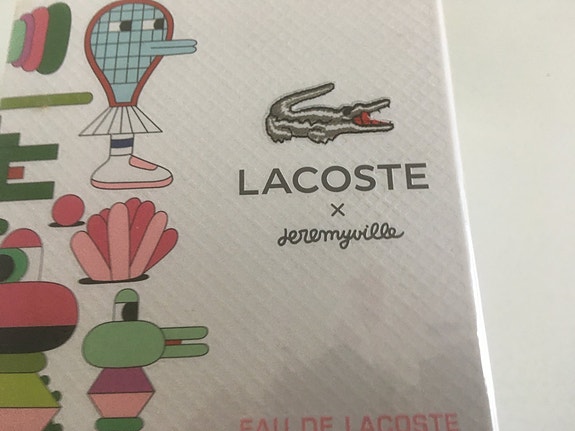 LACOSTE
×
Jeremyville
EAU DE LACOSTE